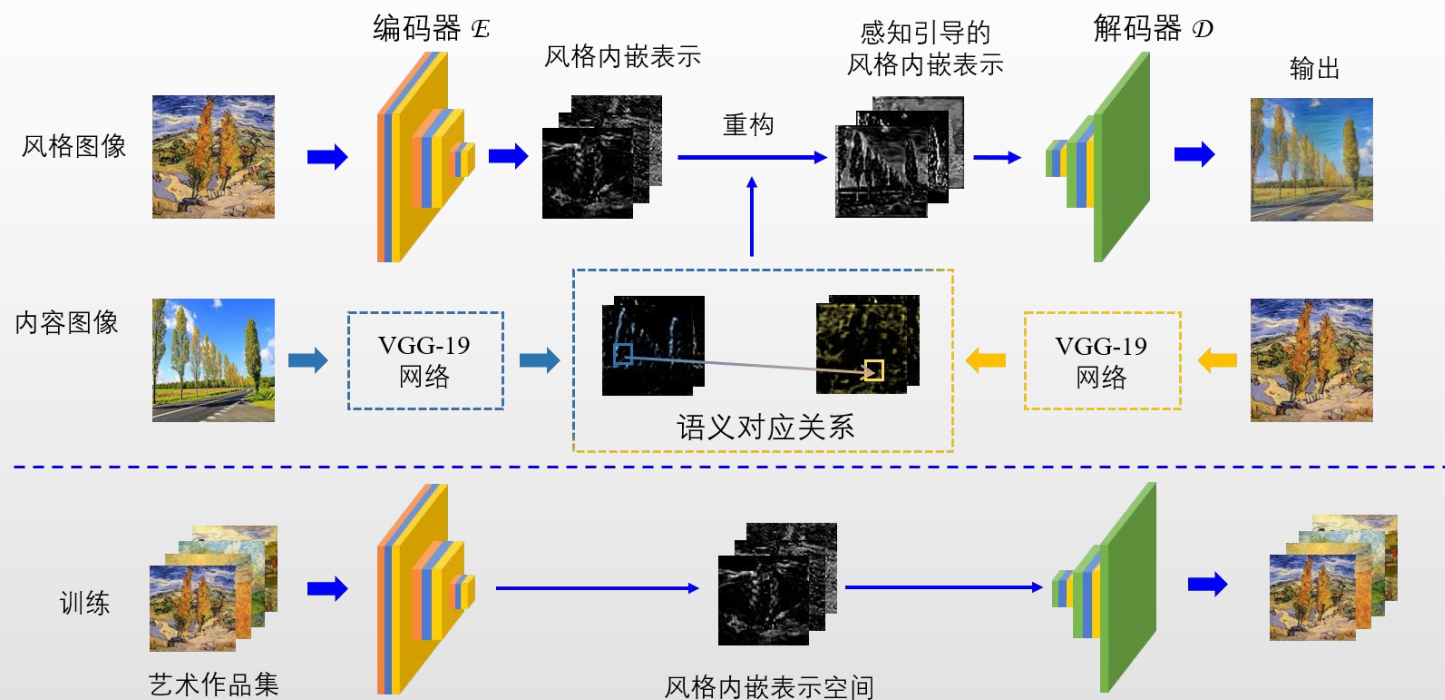 编码器 ℰ
风格内嵌表示
感知引导的
风格内嵌表示
解码器 𝒟
输出
风格图像
重构
内容图像
VGG-19
网络
VGG-19
网络
语义对应关系
训练
艺术作品集
风格内嵌表示空间